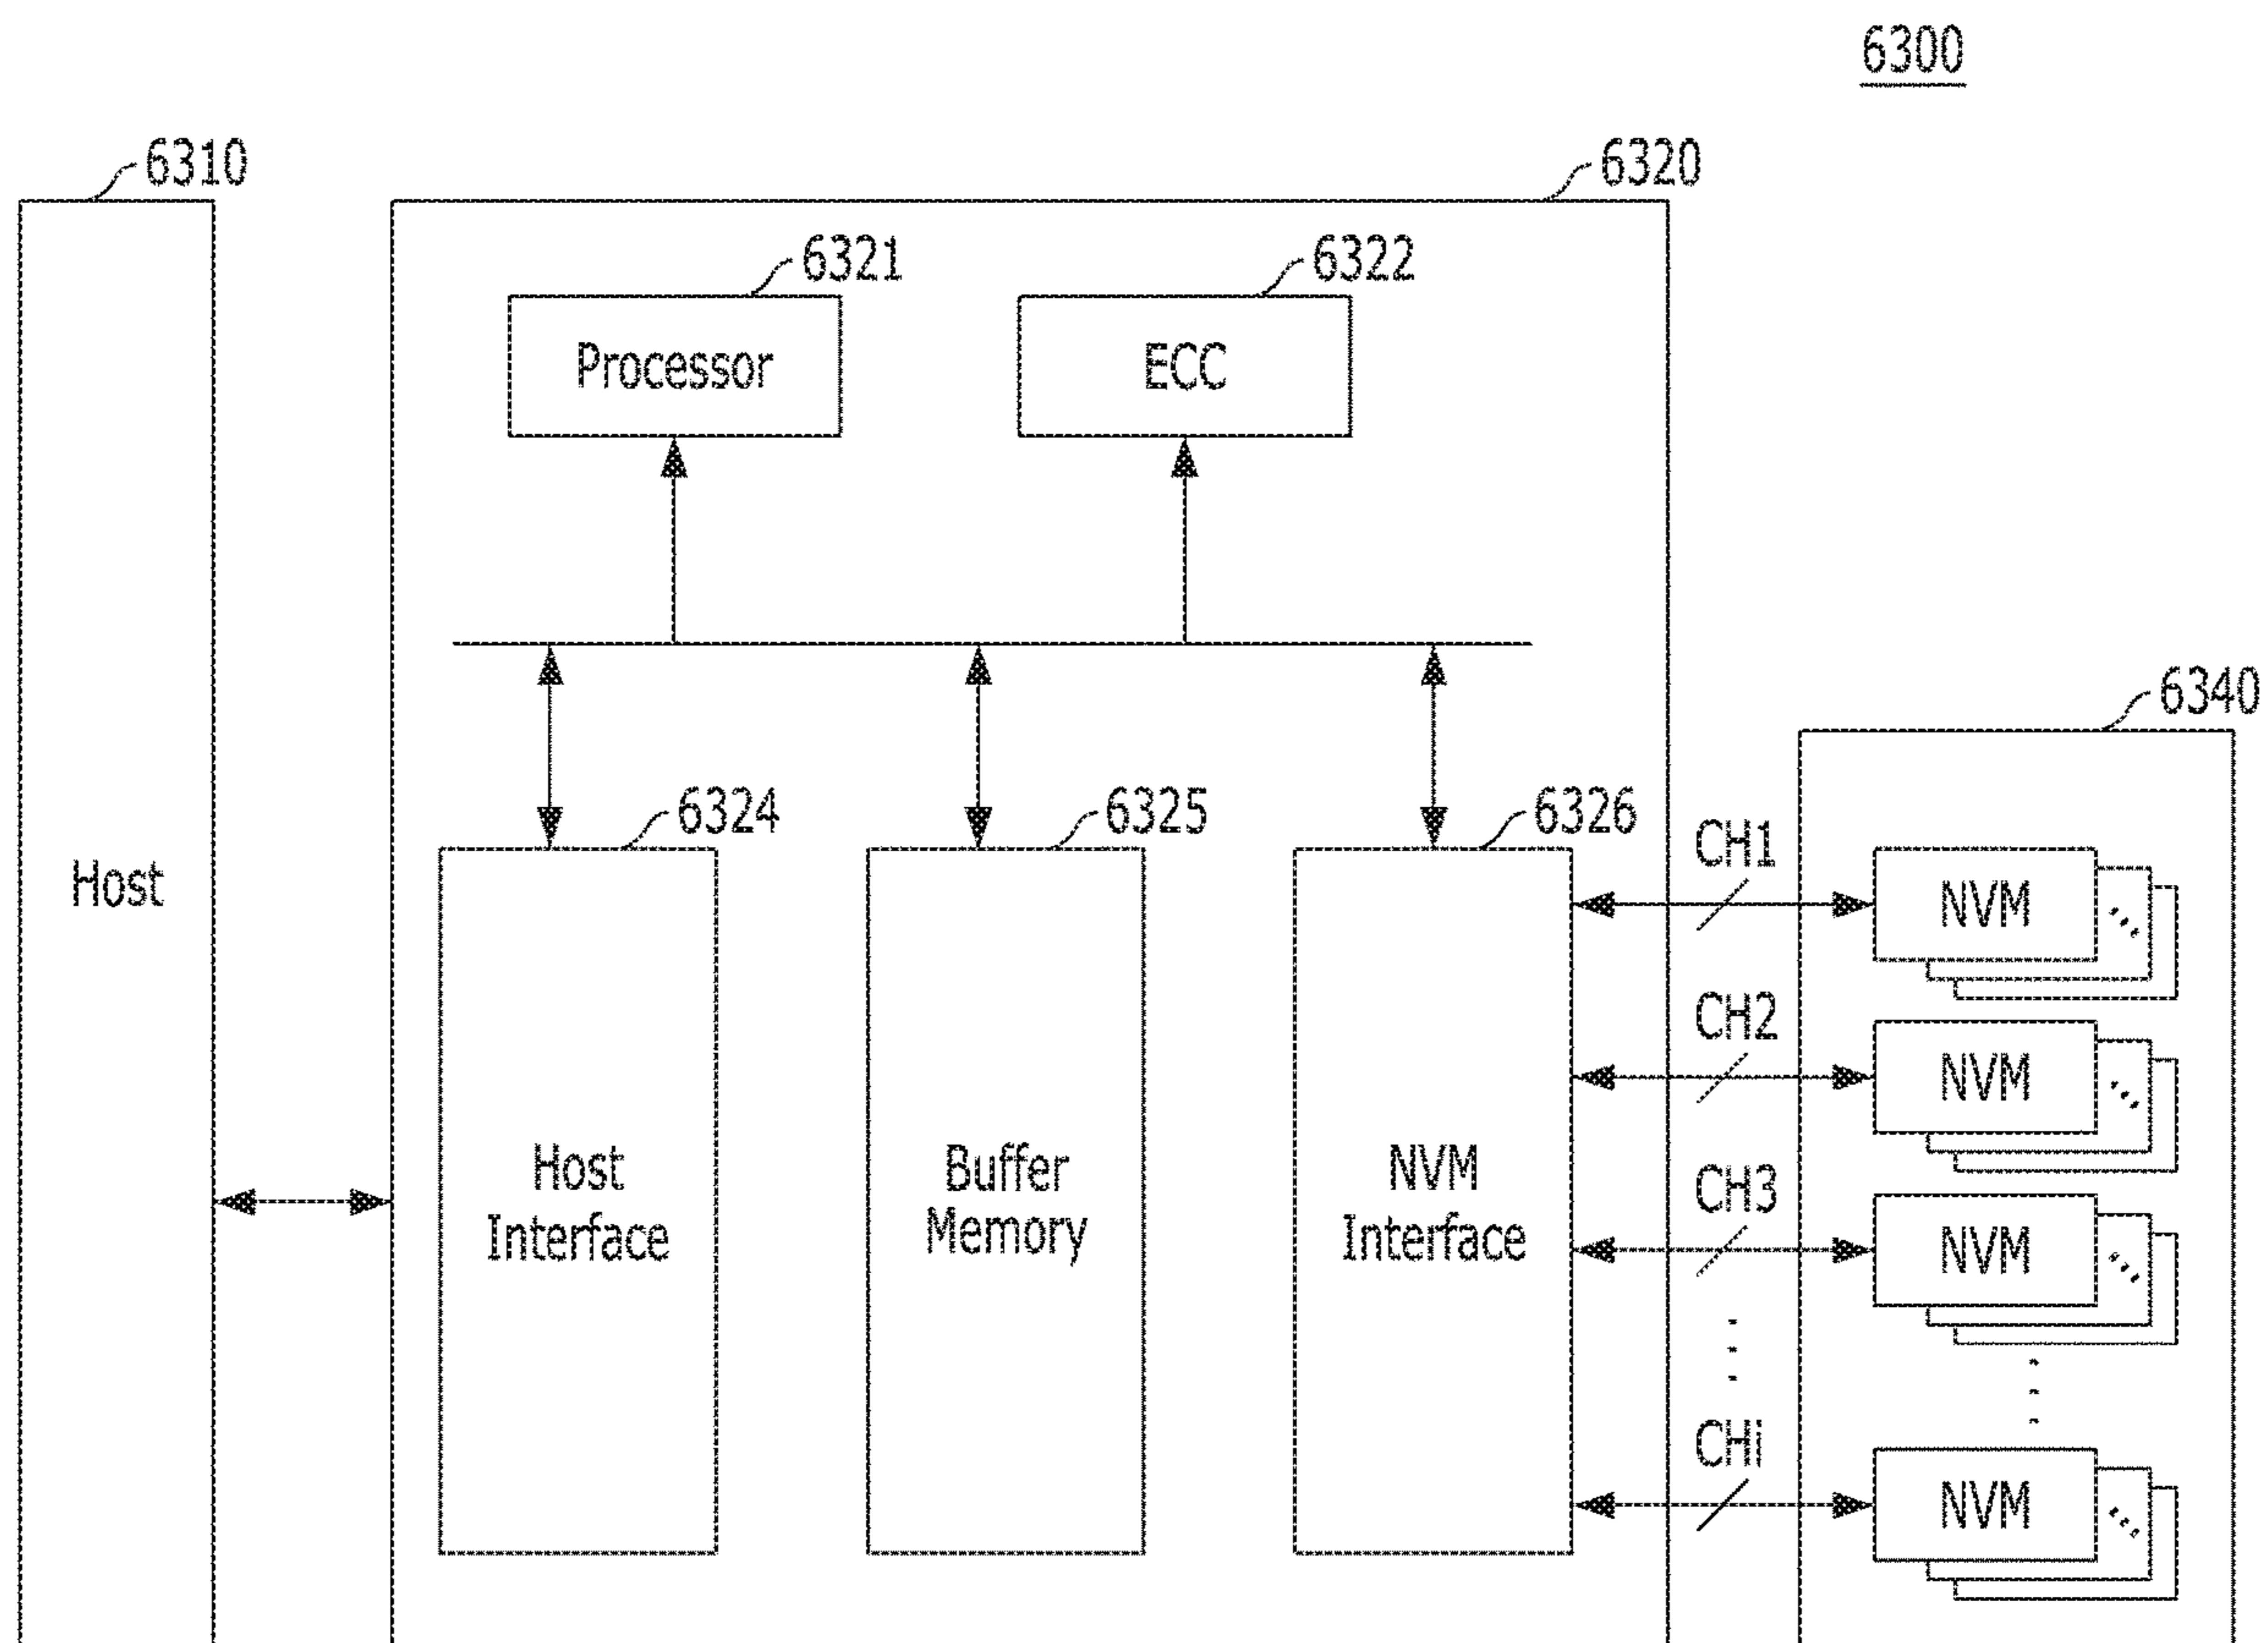 6300
6310
6320
6321
6322
Processor
ECC
6340
6324
6325
6326
CH1
Host
NVM
CH2
NVM
Host
Interface
Buffer
Memory
NVM
Interface
CH3
NVM
CHi
NVM